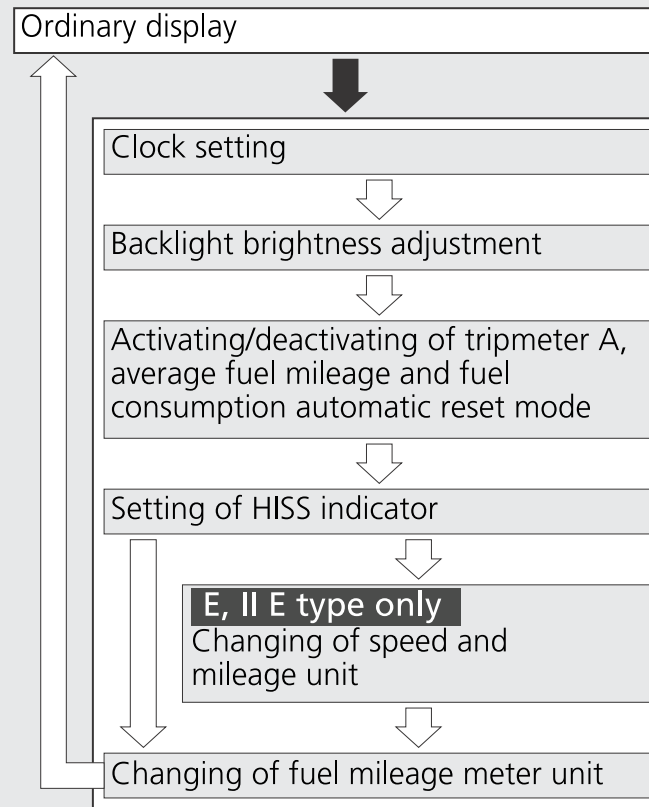 Ordinary display
Clock setting
Backlight brightness adjustment
Activating/deactivating of tripmeter A,
average fuel mileage and fuel
consumption automatic reset mode
Setting of HISS indicator
E, II E type only
Changing of speed and
mileage unit
Changing of fuel mileage meter unit